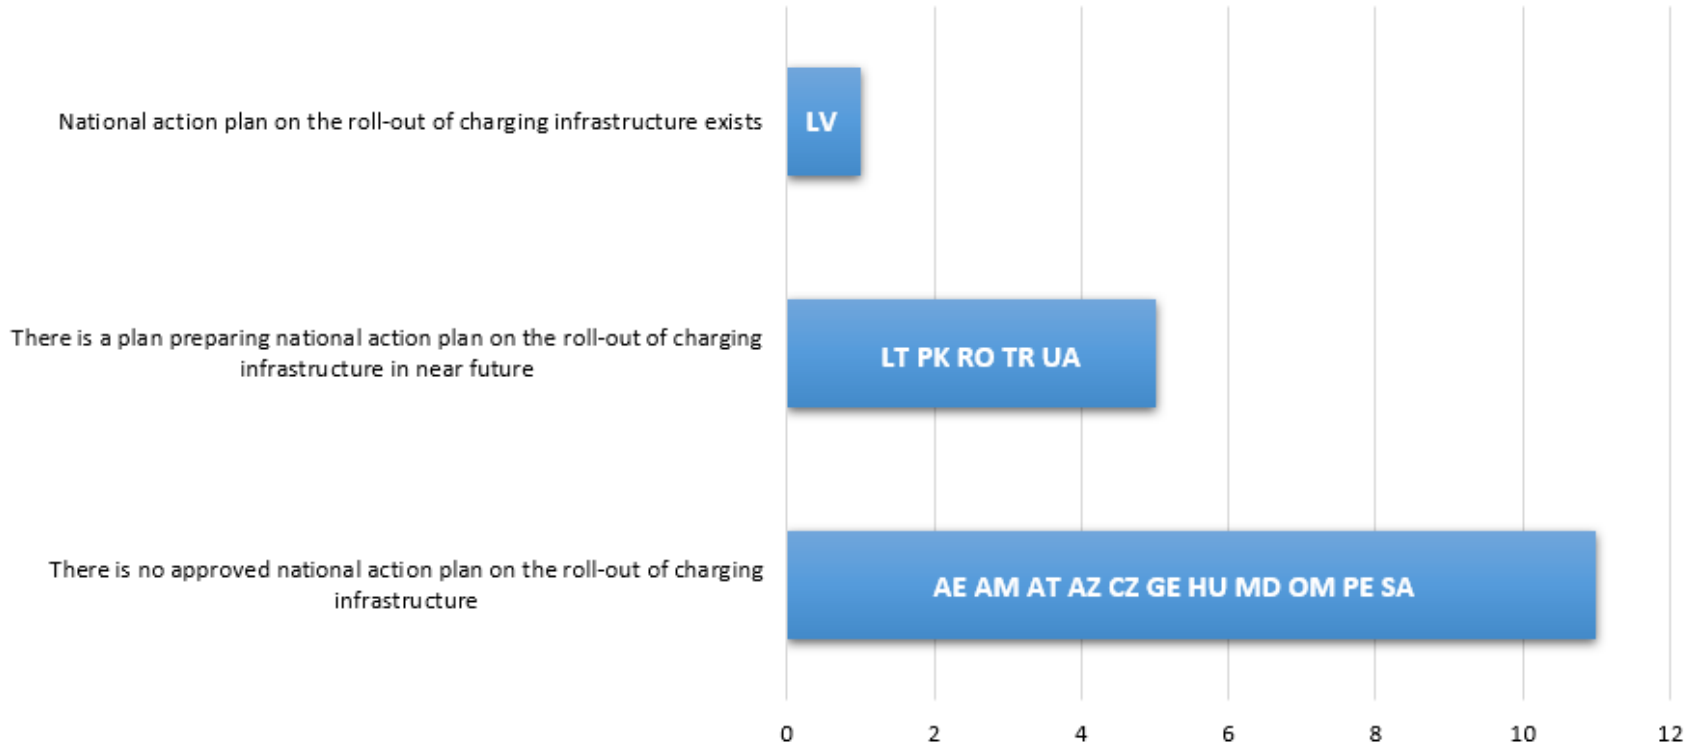 National action plan on the roll-out of charging infrastructure exists
LV
There is a plan preparing national action plan on the roll-out of charging
infrastructure in near future
LT PK RO TR UA
There is no approved national action plan on the roll-out of charging
infrastructure
AE AM AT AZ CZ GE HU MD OM PE SA
0 2 4 6 8 10 12